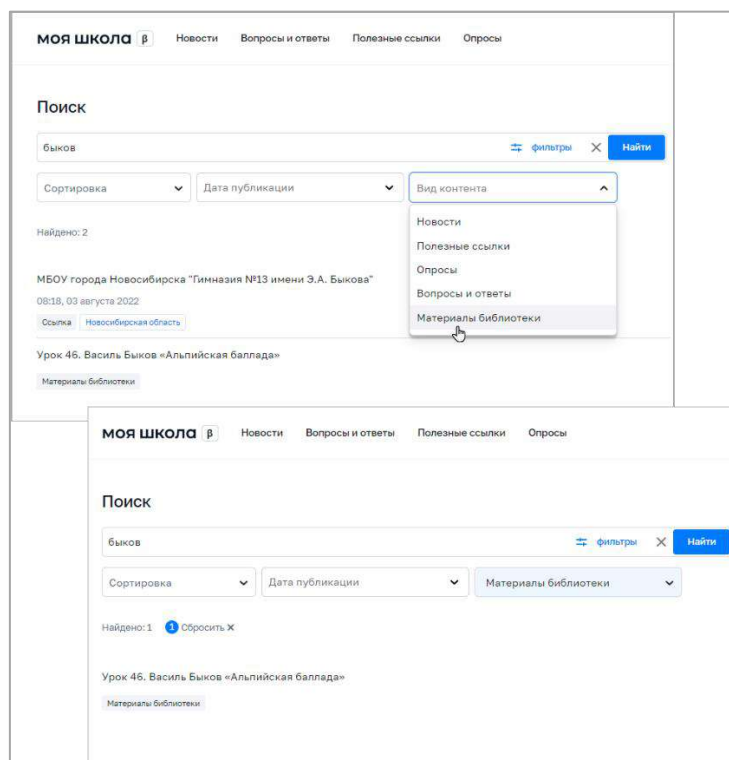 моя школа β Новости Вопросы и ответы Полезные ссылки Опросы
Поиск
быков фильтры Найти
Сортировка Дата публикации Вид контента
Новости
Полезные ссылки
Опросы
Вопросы и ответы
Материалы библиотеки
Найдено: 2
МБОУ города Новосибирска "Гимназия №13 имени Э.А. Быкова"
08:18, 03 августа 2022
Ссылка Новосибирская область
Урок 46. Василь Быков «Альпийская баллада»
Материалы библиотеки
моя школа β Новости Вопросы и ответы Полезные ссылки Опросы
Поиск
быков фильтры Найти
Сортировка Дата публикации Материалы библиотеки
Найдено: 1 1 Сбросить
Урок 46. Василь Быков «Альпийская баллада»
Материалы библиотеки